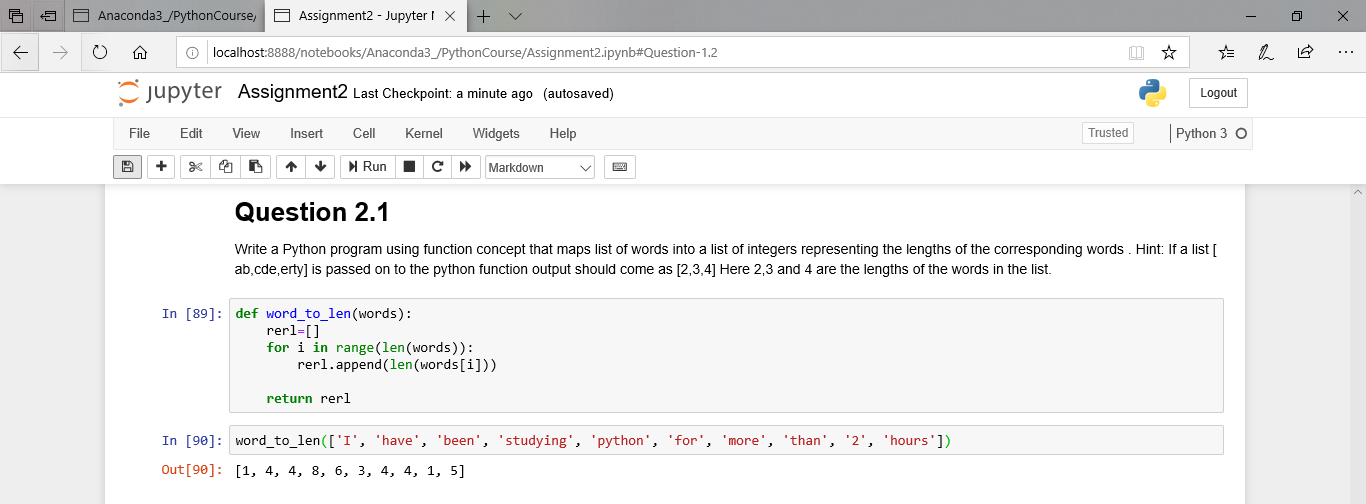 Anaconda3_/PythonCourse/
Assignment2 - Jupyter
localhost:8888/notebooks/Anaconda3_/PythonCourse/Assignment2.ipynb#Question-1.2
jupyter Assignment2 Last Checkpoint: a minute ago (autosaved)
Logout
File Edit View Insert Cell Kernel Widgets Help
Trusted
Python 3
Run
Markdown
Question 2.1
Write a Python program using function concept that maps list of words into a list of integers representing the lengths of the corresponding words . Hint: If a list [
ab,cde,erty] is passed on to the python function output should come as [2,3,4] Here 2,3 and 4 are the lengths of the words in the list.
In [89]: def word_to_len(words):
rerl=[]
for i in range(len(words)):
rerl.append(len(words[i]))
return rerl
In [90]: word_to_len(['I', 'have', 'been', 'studying', 'python', 'for', 'more', 'than', '2', 'hours'])
Out[90]: [1, 4, 4, 8, 6, 3, 4, 4, 1, 5]